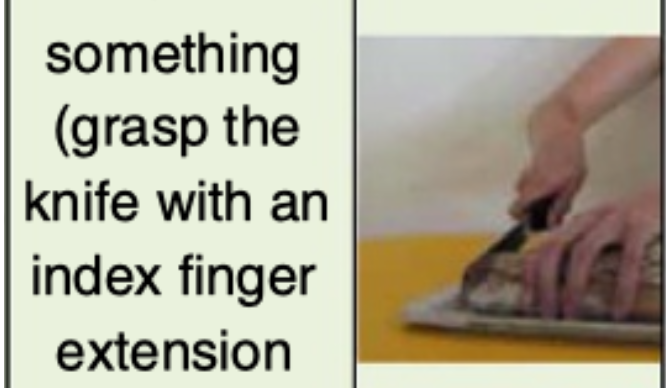 something
(grasp the
knife with an
index finger
extension